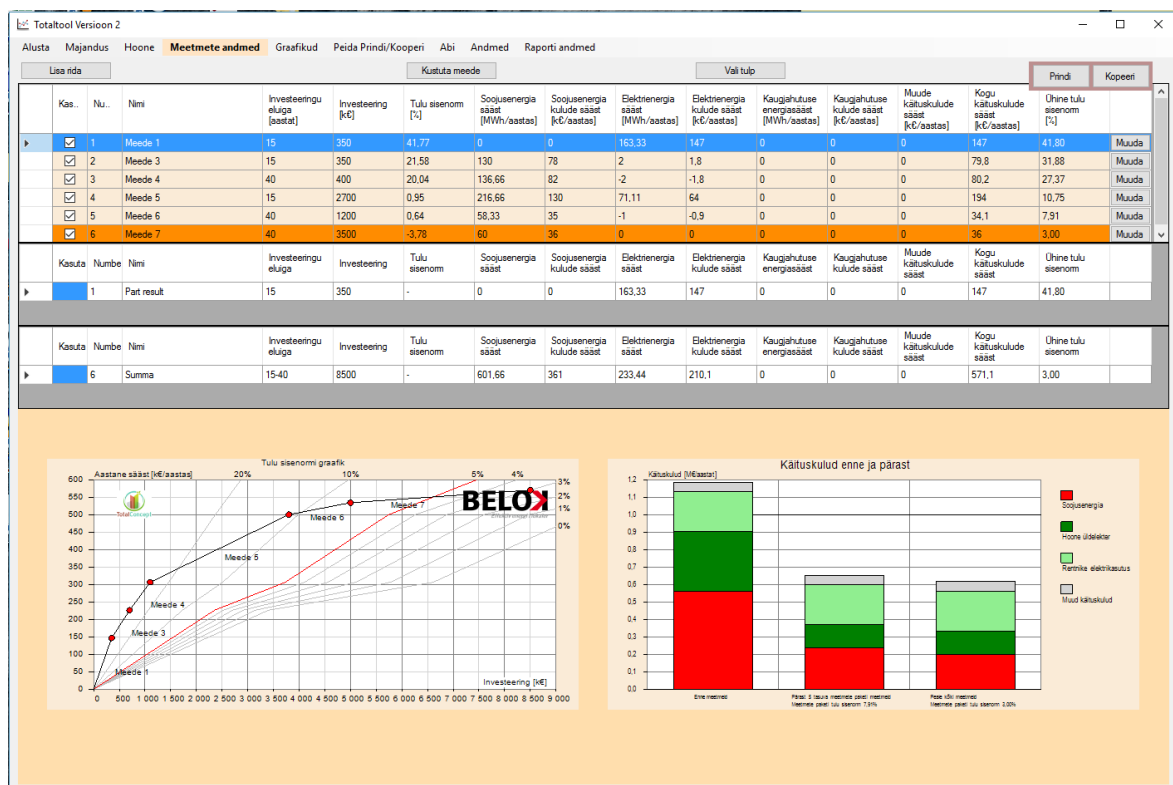 Totaltool Versioon 2
Alusta Majandus Hoone Meetmete andmed Graafikud Peida Prindi/Kooperi Abi Andmed Raporti andmed
Lisa rida Kustuta meede Vali tulp Prindi Kopeeri
Kas.. Nu.. Nimi Investeeringu eluiga [aastat] Investeering [k€] Tulu sisenorm [%] Soojusenergia sääst [MWh/aastas] Soojusenergia kulude sääst [k€/aastas] Elektrienergia sääst [MWh/aastas] Elektrienergia kulude sääst [k€/aastas] Kaugjahutuse energiasääst [MWh/aastas] Kaugjahutuse kulude sääst [k€/aastas] Muude käituskulude sääst [k€/aastas] Kogu käituskulude sääst [k€/aastas] Ühine tulu sisenorm [%]
1 Meede 1 15 350 41,77 0 0 163,33 147 0 0 0 147 41,80 Muuda
2 Meede 3 15 350 21,58 130 78 2 1,8 0 0 0 79,8 31,88 Muuda
3 Meede 4 40 400 20,04 136,66 82 -2 -1,8 0 0 0 80,2 27,37 Muuda
4 Meede 5 15 2700 0,95 216,66 130 71,11 64 0 0 0 194 10,75 Muuda
5 Meede 6 40 1200 0,64 58,33 35 -1 -0,9 0 0 0 34,1 7,91 Muuda
6 Meede 7 40 3500 -3,78 60 36 0 0 0 0 0 36 3,00 Muuda
Kasuta Numbe Nimi Investeeringu eluiga Investeering Tulu sisenorm Soojusenergia sääst Soojusenergia kulude sääst Elektrienergia sääst Elektrienergia kulude sääst Kaugjahutuse energiasääst Kaugjahutuse kulude sääst Muude käituskulude sääst Kogu käituskulude sääst Ühine tulu sisenorm
1 Part result 15 350 - 0 0 163,33 147 0 0 0 147 41,80
Kasuta Numbe Nimi Investeeringu eluiga Investeering Tulu sisenorm Soojusenergia sääst Soojusenergia kulude sääst Elektrienergia sääst Elektrienergia kulude sääst Kaugjahutuse energiasääst Kaugjahutuse kulude sääst Muude käituskulude sääst Kogu käituskulude sääst Ühine tulu sisenorm
6 Summa 15-40 8500 - 601,66 361 233,44 210,1 0 0 0 571,1 3,00
Tulu sisenormi graafik
Aastane sääst [k€/aastas] 20% 10% 5% 4%
3%
2%
1%
0%
600
550
500
450
400
350
300
250
200
150
100
50
0
TotalConcept
BELOK
Meede 7
Meede 6
Meede 5
Meede 4
Meede 3
Meede 1
Investeering [k€]
0 500 1 000 1 500 2 000 2 500 3 000 3 500 4 000 4 500 5 000 5 500 6 000 6 500 7 000 7 500 8 000 8 500 9 000
Käituskulud enne ja pärast
Käituskulud [M€/aastat]
1,2
1,1
1,0
0,9
0,8
0,7
0,6
0,5
0,4
0,3
0,2
0,1
0,0
Soojusenergia
Hoone üldelekter
Rentnike elektrikasutus
Muud käituskulud
Enne meetmeid
Meetmete paketi tulu sisenorm 7,91%
Meetmete paketi tulu sisenorm 3,00%